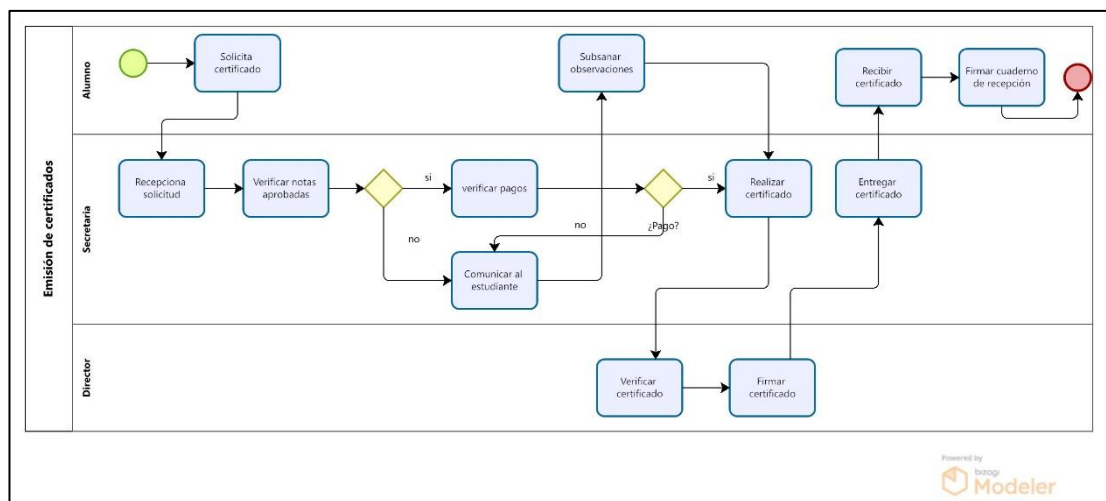 Emisión de certificados
Alumno
Solicita
certificado
Subsanar
observaciones
Recibir
certificado
Firmar cuaderno
de recepción
Secretaria
Recepciona
solicitud
Verificar notas
aprobadas
si
verificar pagos
¿Pago?
si
Realizar
certificado
Entregar
certificado
no
no
Comunicar al
estudiante
Director
Verificar
certificado
Firmar
certificado
Powered by
bizagi
Modeler